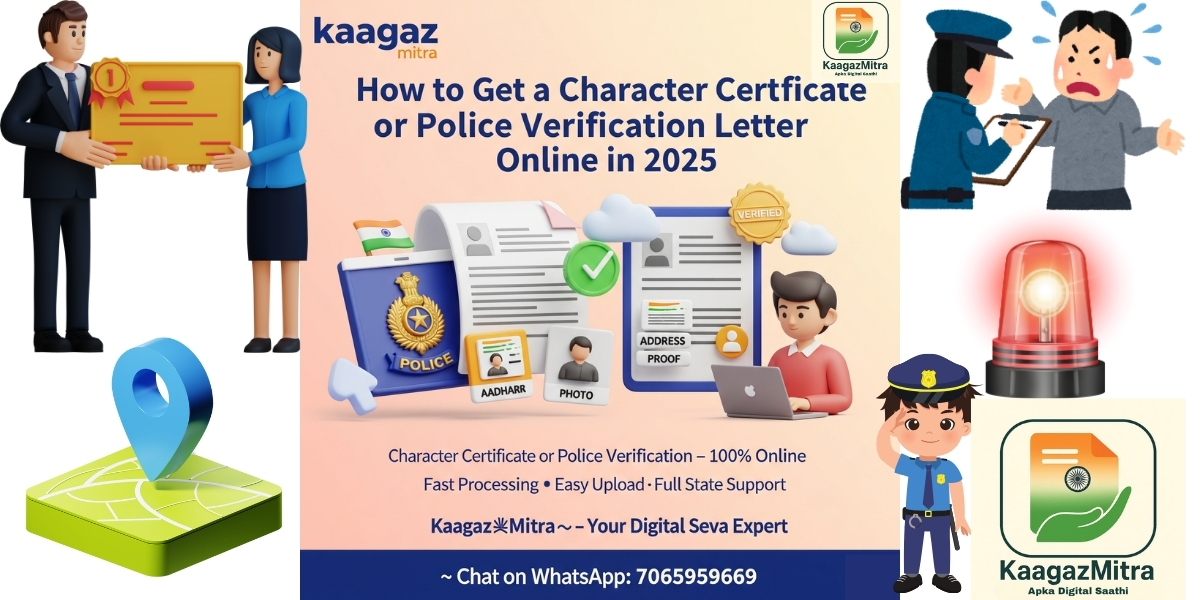 kaagaz
mitra
KaagazMitra
Apka Digital Saathi
How to Get a Character Certficate
or Police Verification Letter
Online in 2025
1
VERIFIED
POLICE
AADHARR
PHOTO
ADDRESS
PROOF
Character Certificate or Police Verification – 100% Online
Fast Processing • Easy Upload · Full State Support
Kaagaz Mitra ~ – Your Digital Seva Expert
~ Chat on WhatsApp: 7065959669
KaagazMitra
Apka Digital Saathi